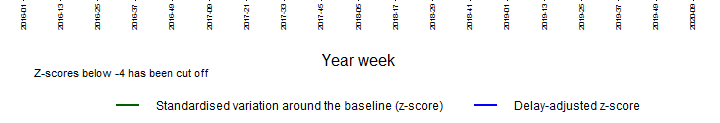 2016-01 2016-13 2016-25 2016-37 2016-49 2017-09 2017-21 2017-33 2017-45 2018-05 2018-17 2018-29 2018-41 2019-01 2019-13 2019-25 2019-37 2019-49 2020-09
Year week
Z-scores below -4 has been cut off
Standardised variation around the baseline (z-score) Delay-adjusted z-score